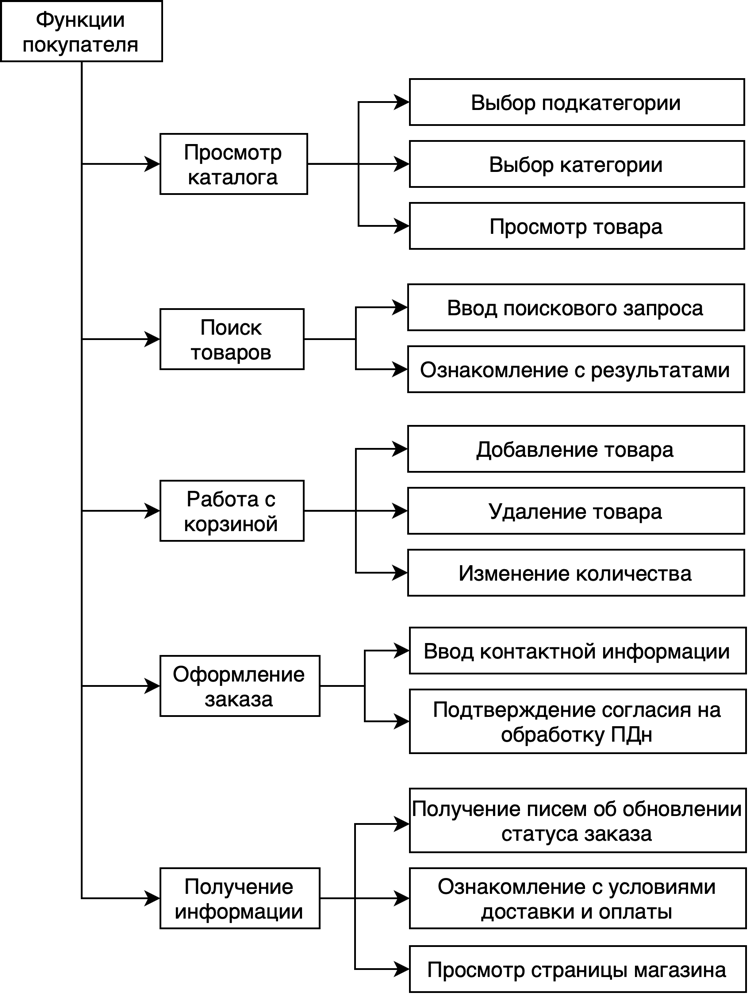 Функции
покупателя
Просмотр
каталога
Выбор подкатегории
Выбор категории
Просмотр товара
Поиск
товаров
Ввод поискового запроса
Ознакомление с результатами
Работа с
корзиной
Добавление товара
Удаление товара
Изменение количества
Оформление
заказа
Ввод контактной информации
Подтверждение согласия на
обработку ПДн
Получение
информации
Получение писем об обновлении
статуса заказа
Ознакомление с условиями
доставки и оплаты
Просмотр страницы магазина